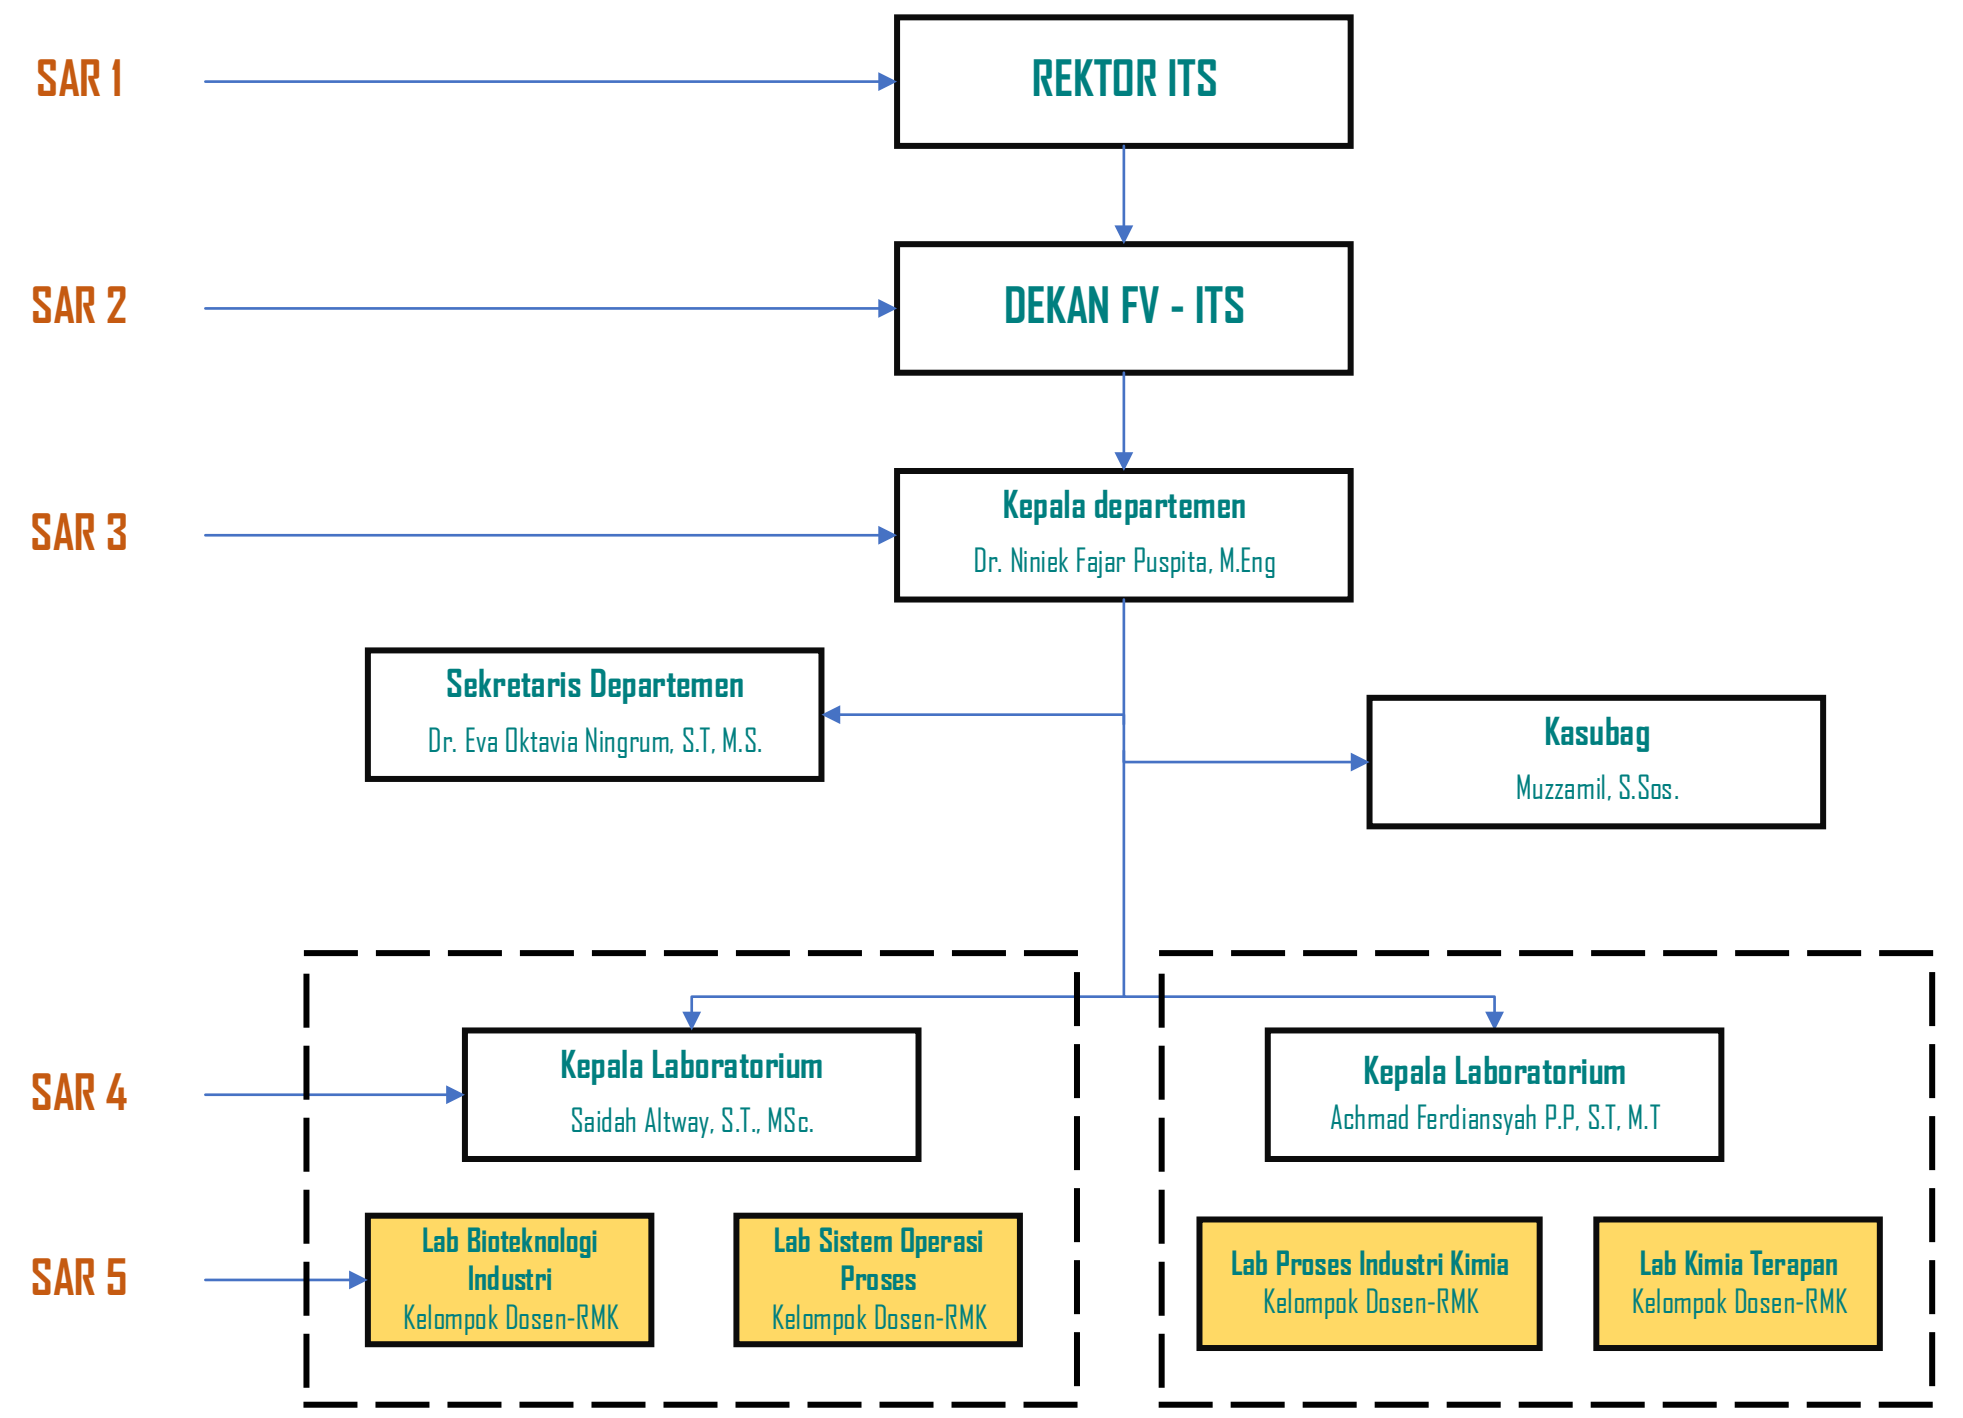 SAR 1
REKTOR ITS
SAR 2
DEKAN FV - ITS
SAR 3
Kepala departemen
Dr. Niniek Fajar Puspita, M.Eng
Sekretaris Departemen
Dr. Eva Oktavia Ningrum, S.T, M.S.
Kasubag
Muzzamil, S.Sos.
SAR 4
Kepala Laboratorium
Saidah Altway, S.T., MSc.
Kepala Laboratorium
Achmad Ferdiansyah P.P, S.T, M.T
SAR 5
Lab Bioteknologi
Industri
Kelompok Dosen-RMK
Lab Sistem Operasi
Proses
Kelompok Dosen-RMK
Lab Proses Industri Kimia
Kelompok Dosen-RMK
Lab Kimia Terapan
Kelompok Dosen-RMK